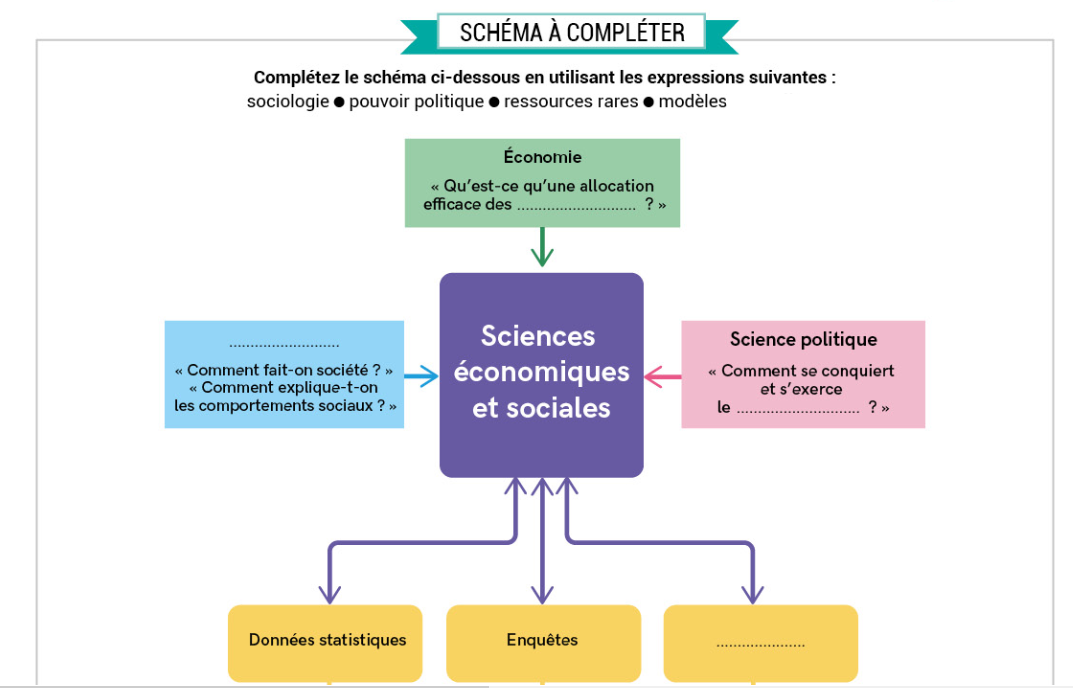 SCHÉMA À COMPLÉTER
Complétez le schéma ci-dessous en utilisant les expressions suivantes :
sociologie ● pouvoir politique ● ressources rares ● modèles
Économie
« Qu’est-ce qu’une allocation
efficace des ............................ ? »
Sciences
économiques
et sociales
..........................
« Comment fait-on société ? »
« Comment explique-t-on
les comportements sociaux ? »
Science politique
« Comment se conquiert
et s’exerce
le ............................. ? »
Données statistiques
Enquêtes
.....................